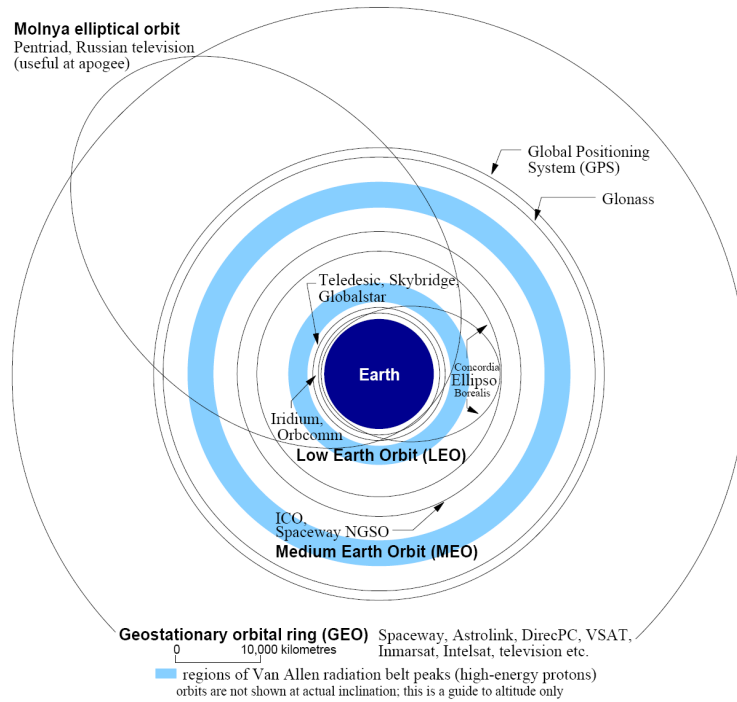 Molnya elliptical orbit
Pentriad, Russian television
(useful at apogee)
Global Positioning
System (GPS)
Glonass
Teledesic, Skybridge,
Globalstar
Earth
Concordia
Ellipso
Borealis
Iridium,
Orbcomm
Low Earth Orbit (LEO)
ICO,
Spaceway NGSO
Medium Earth Orbit (MEO)
Geostationary orbital ring (GEO) Spaceway, Astrolink, DirecPC, VSAT,
Inmarsat, Intelsat, television etc.
0 10,000 kilometres
regions of Van Allen radiation belt peaks (high-energy protons)
orbits are not shown at actual inclination; this is a guide to altitude only